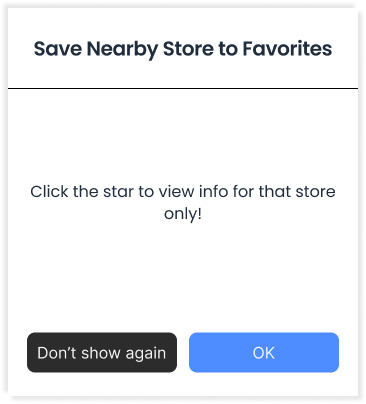 Save Nearby Store to Favorites
Click the star to view info for that store
only!
Don't show again
OK